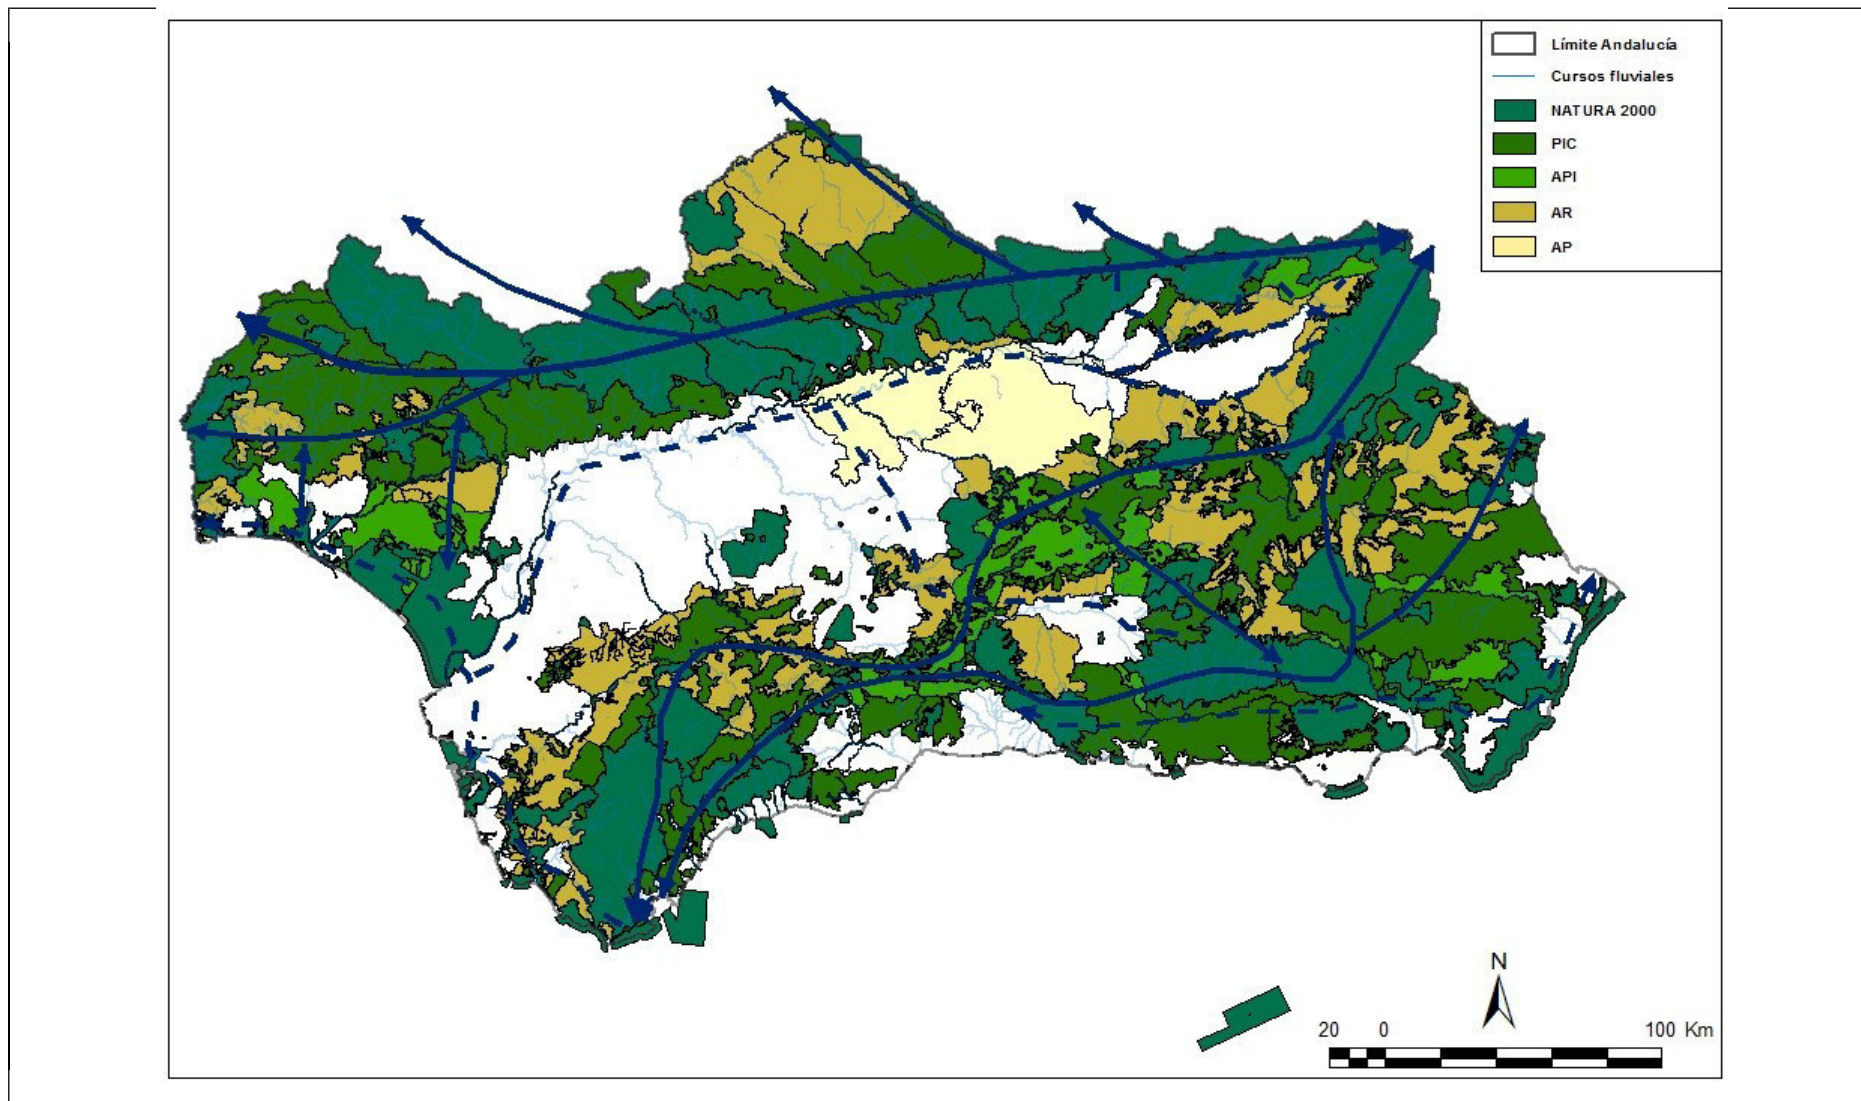 Límite Andalucía
Cursos fluviales
NATURA 2000
PIC
API
AR
AP
N
20 0 100 Km